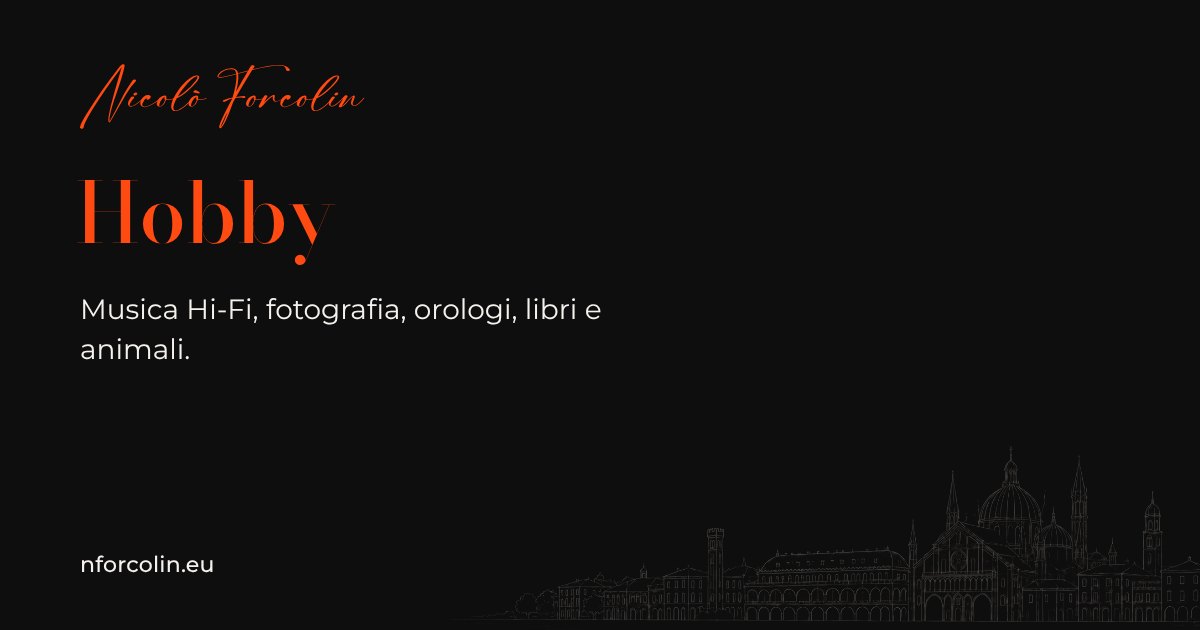 Nicolò Forcolin
Hobby
Musica Hi-Fi, fotografia, orologi, libri e
animali.
nforcolin.eu